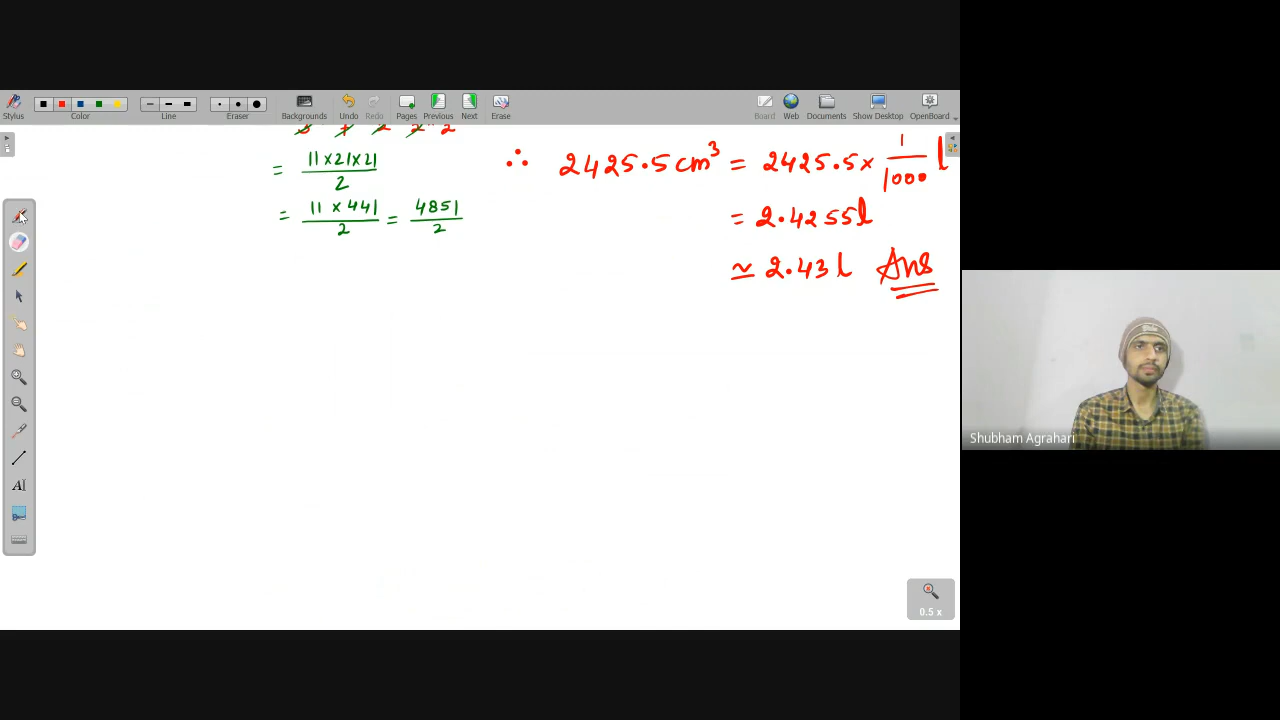 Stylus Color Line Eraser Backgrounds Undo Redo Pages Previous Next Erase Board Web Documents Show Desktop OpenBoard
= 11 x 21 x 21 / 2
= 11 x 441 / 2 = 4851 / 2
∴ 2425.5 cm³ = 2425.5 x 1/1000 l
= 2.4255 l
≃ 2.43 l Ans
Shubham Agrahari
0.5 x